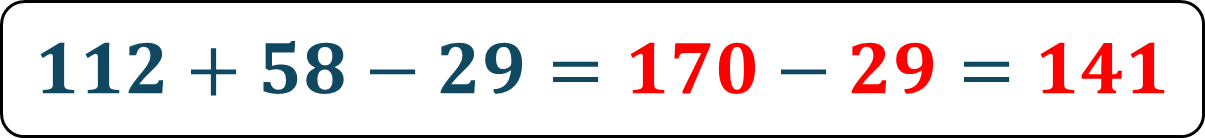 112 + 58 − 29 = 170 − 29 = 141